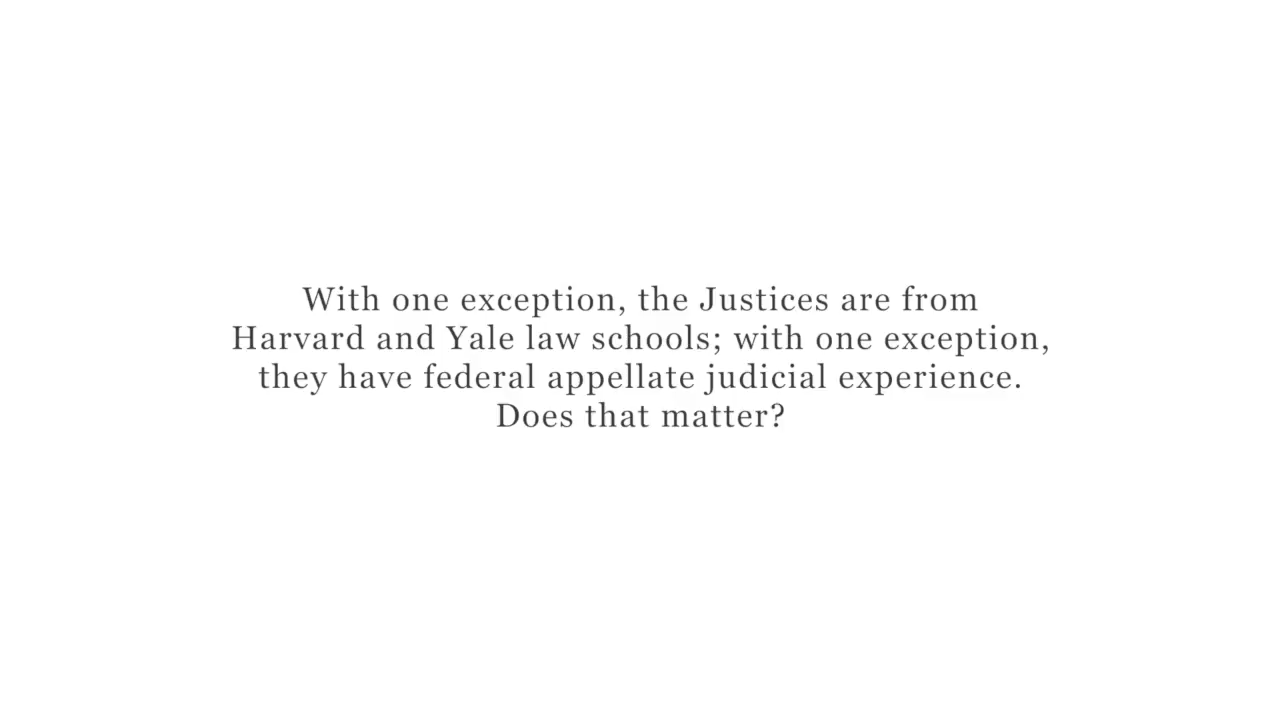 With one exception, the Justices are from
Harvard and Yale law schools; with one exception,
they have federal appellate judicial experience.
Does that matter?